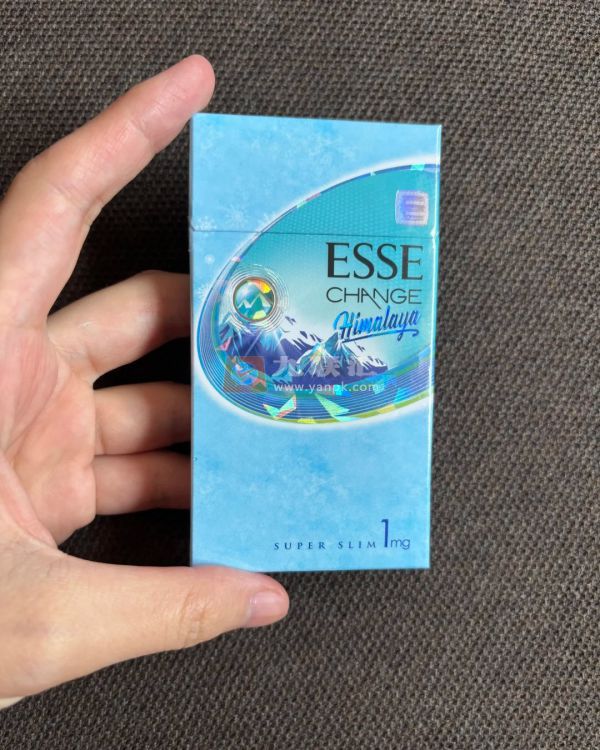 ESSE
CHANGE
Himalaya
www.yanpk.com
SUPER SLIM 1mg